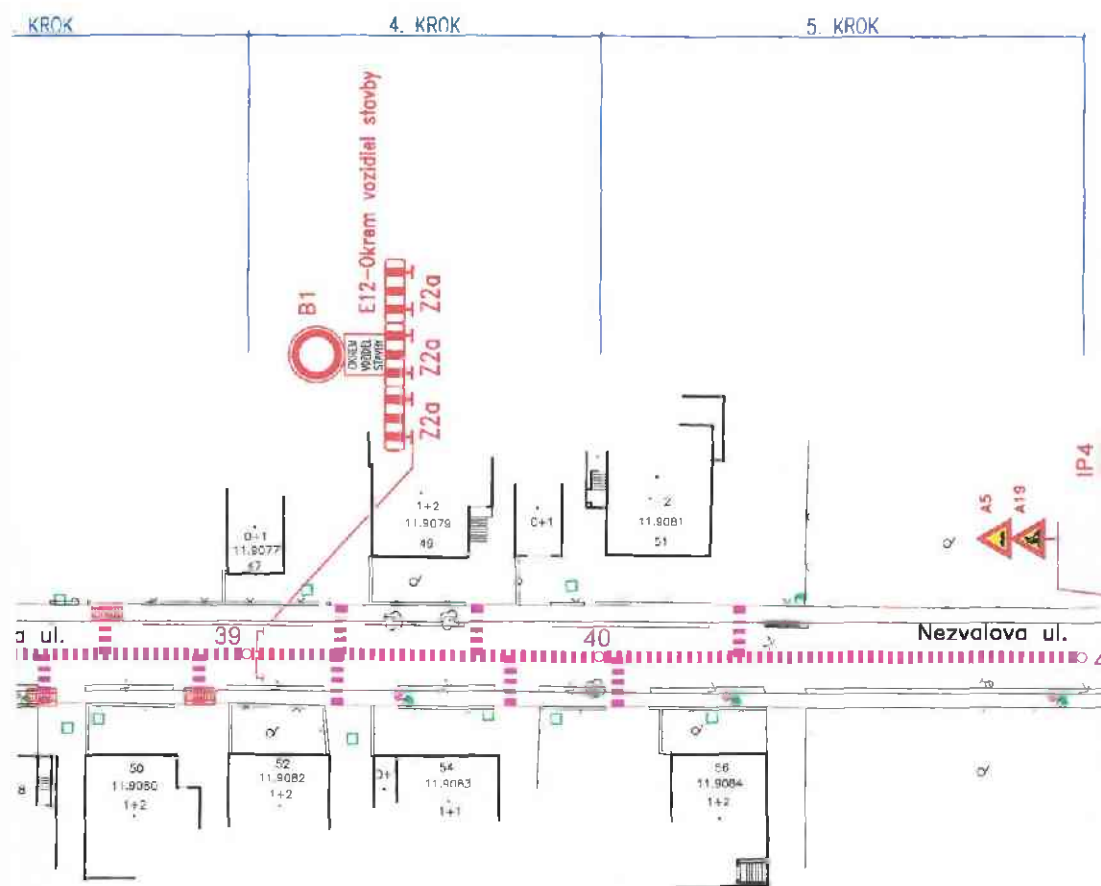 . KROK
4. KROK
5. KROK
B1
E12-Okrem vozidiel stavby
OKREM
VOZIDIEL
STAVBY
Z2a
Z2a
Z2a
IP4
A5
A19
0+1
11.9077
47
1+2
11.9079
49
0+1
2
11.9081
51
a ul.
39
40
Nezvalova ul.
50
11.9080
1+2
52
11.9082
1+2
0+
54
11.9083
1+1
56
11.9084
1+2
8